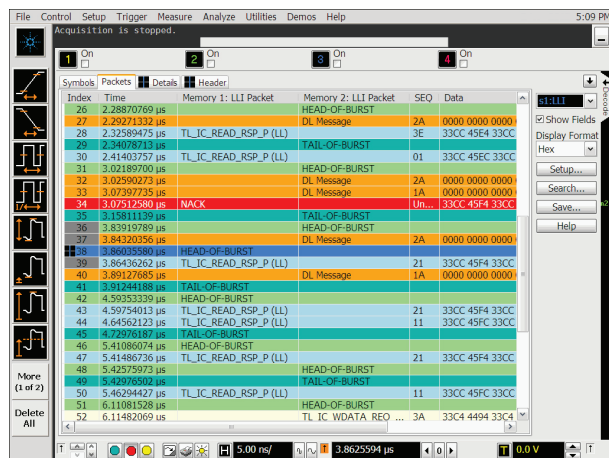 File Control Setup Trigger Measure Analyze Utilities Demos Help 5:09 PM
Acquisition is stopped.
1 On 2 On 3 On 4 On
Symbols Packets Details Header
Index Time Memory 1: LLI Packet Memory 2: LLI Packet SEQ Data
26 2.28870769 µs HEAD-OF-BURST
27 2.29271332 µs DL Message 2A 0000 0000 0000
28 2.32589475 µs TL_IC_READ_RSP_P (LL) 3E 33CC 45E4 33CC
29 2.34078713 µs TAIL-OF-BURST
30 2.41403757 µs TL_IC_READ_RSP_P (LL) 01 33CC 45EC 33CC
31 3.02189700 µs HEAD-OF-BURST
32 3.02590273 µs DL Message 2A 0000 0000 0000
33 3.07397735 µs DL Message 1A 0000 0000 0000
34 3.07512580 µs NACK Un... 33CC 45F4 33CC
35 3.15811139 µs TAIL-OF-BURST
36 3.83919789 µs HEAD-OF-BURST
37 3.84320356 µs DL Message 2A 0000 0000 0000
38 3.86035580 µs HEAD-OF-BURST
39 3.86436262 µs TL_IC_READ_RSP_P (LL) 21 33CC 45F4 33CC
40 3.89127685 µs DL Message 1A 0000 0000 0000
41 3.91244188 µs TAIL-OF-BURST
42 4.59353339 µs HEAD-OF-BURST
43 4.59754013 µs TL_IC_READ_RSP_P (LL) 21 33CC 45F4 33CC
44 4.64562123 µs TL_IC_READ_RSP_P (LL) 11 33CC 45FC 33CC
45 4.72976187 µs TAIL-OF-BURST
46 5.41086074 µs HEAD-OF-BURST
47 5.41486736 µs TL_IC_READ_RSP_P (LL) 21 33CC 45F4 33CC
48 5.42575973 µs HEAD-OF-BURST
49 5.42976502 µs TAIL-OF-BURST
50 5.46294427 µs TL_IC_READ_RSP_P (LL) 11 33CC 45FC 33CC
51 6.11081528 µs HEAD-OF-BURST
52 6.11482069 µs TL_IC_WDATA_REQ ... 3A 33C4 4494 33C4
Decode
s1:LLI
Show Fields
Display Format
Hex
Setup...
Search...
Save...
Help
More
(1 of 2)
Delete
All
H 5.00 ns/ 3.8625594 µs 0 T 0.0 V